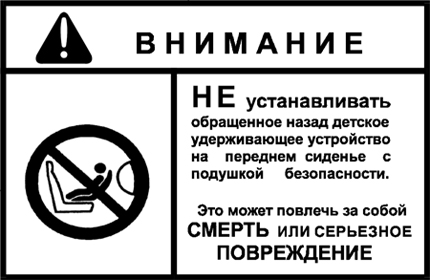 ВНИМАНИЕ
НЕ устанавливать
обращенное назад детское
удерживающее устройство
на переднем сиденье с
подушкой безопасности.
Это может повлечь за собой
СМЕРТЬ ИЛИ СЕРЬЕЗНОЕ
ПОВРЕЖДЕНИЕ